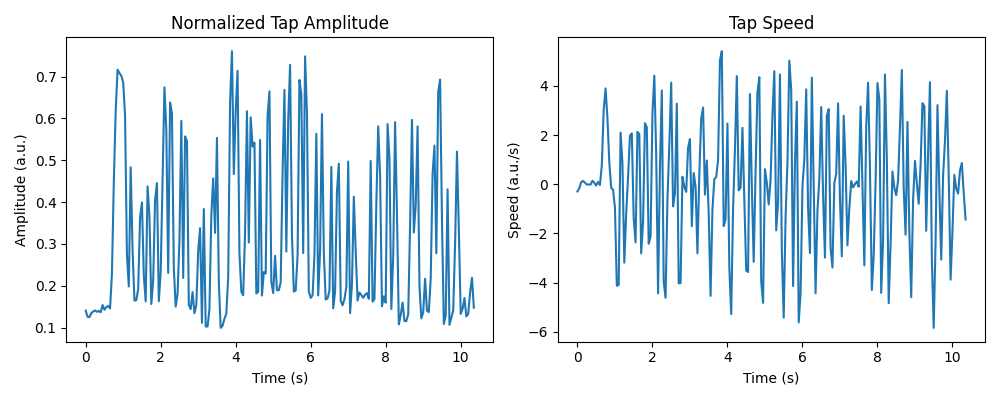 Normalized Tap Amplitude
Amplitude (a.u.)
0.7
0.6
0.5
0.4
0.3
0.2
0.1
0 2 4 6 8 10
Time (s)
Tap Speed
Speed (a.u./s)
4
2
0
−2
−4
−6
0 2 4 6 8 10
Time (s)